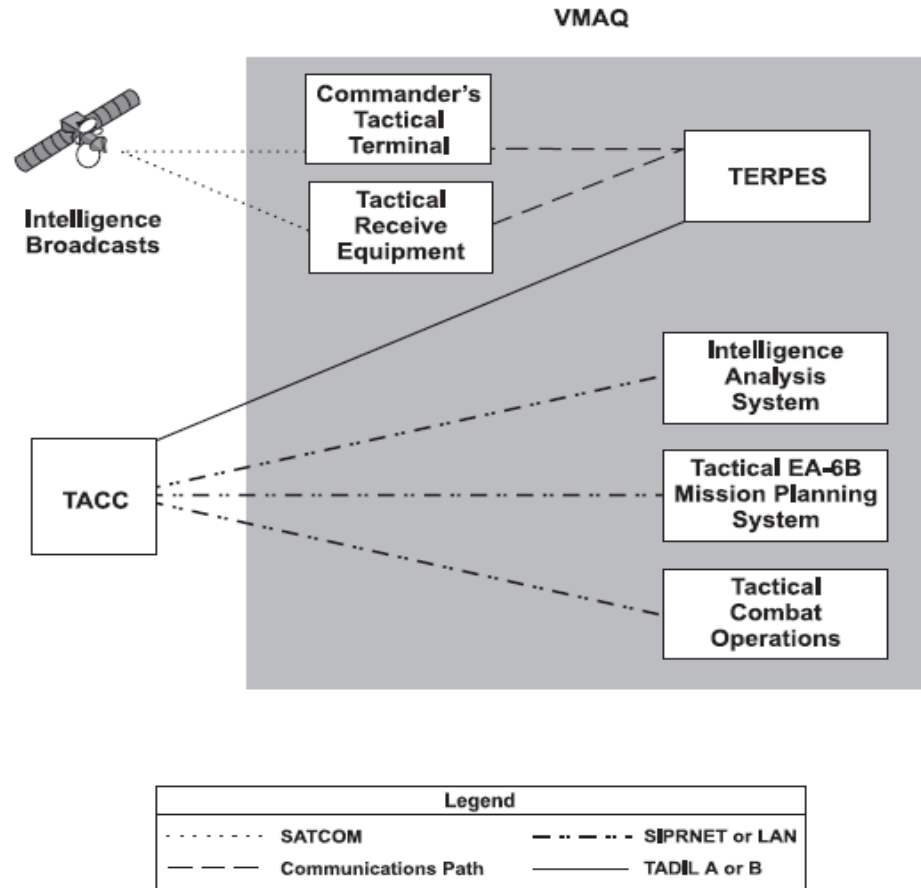 VMAQ
Commander's
Tactical
Terminal
TERPES
Tactical
Receive
Equipment
Intelligence
Broadcasts
Intelligence
Analysis
System
TACC
Tactical EA-6B
Mission Planning
System
Tactical
Combat
Operations
Legend
SATCOM
SIPRNET or LAN
Communications Path
TADIL A or B